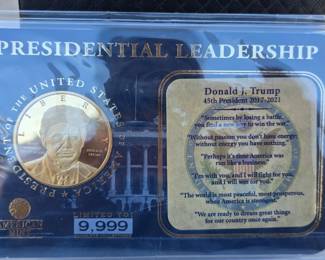 PRESIDENTIAL LEADERSHIP
PRESIDENT of the UNITED STATES of AMERICA
LIBERTY
Donald J. Trump
45th President 2017-2021
"Sometimes by losing a battle,
you find a new way to win the war."
"Without passion you don't have energy;
without energy you have nothing."
"Perhaps it's time America was
run like a business."
"I'm with you, and I will fight for you,
and I will win for you."
"The world is most peaceful, most prosperous,
when America is strongest."
"We are ready to dream great things
for our country once again."
AMERICAN
MINT
LIMITED TO
9,999